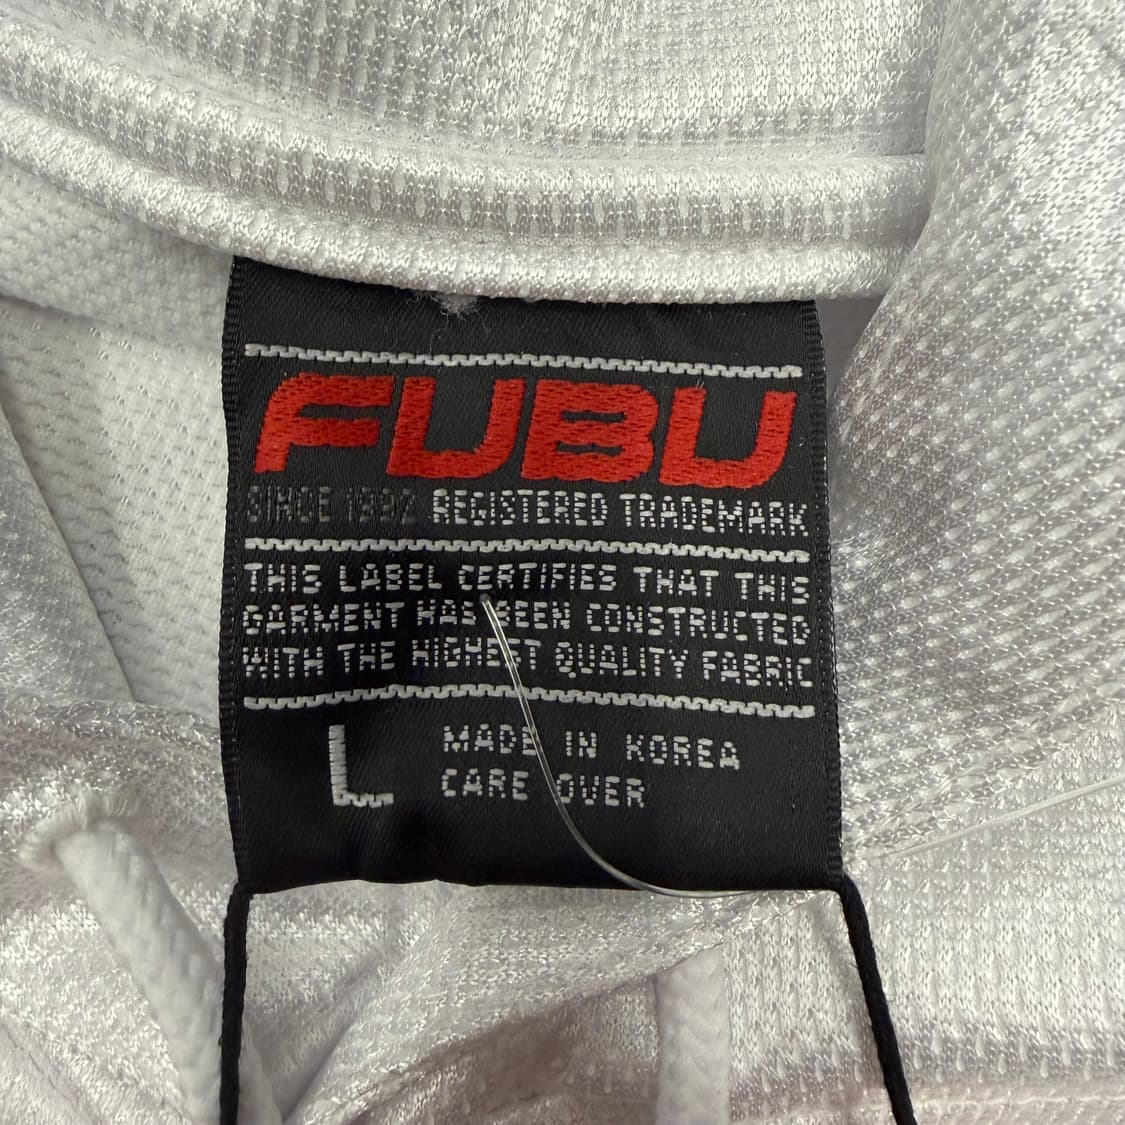 FUBU
SINCE 1992 REGISTERED TRADEMARK
THIS LABEL CERTIFIES THAT THIS
GARMENT HAS BEEN CONSTRUCTED
WITH THE HIGHEST QUALITY FABRIC
L
MADE IN KOREA
CARE OVER